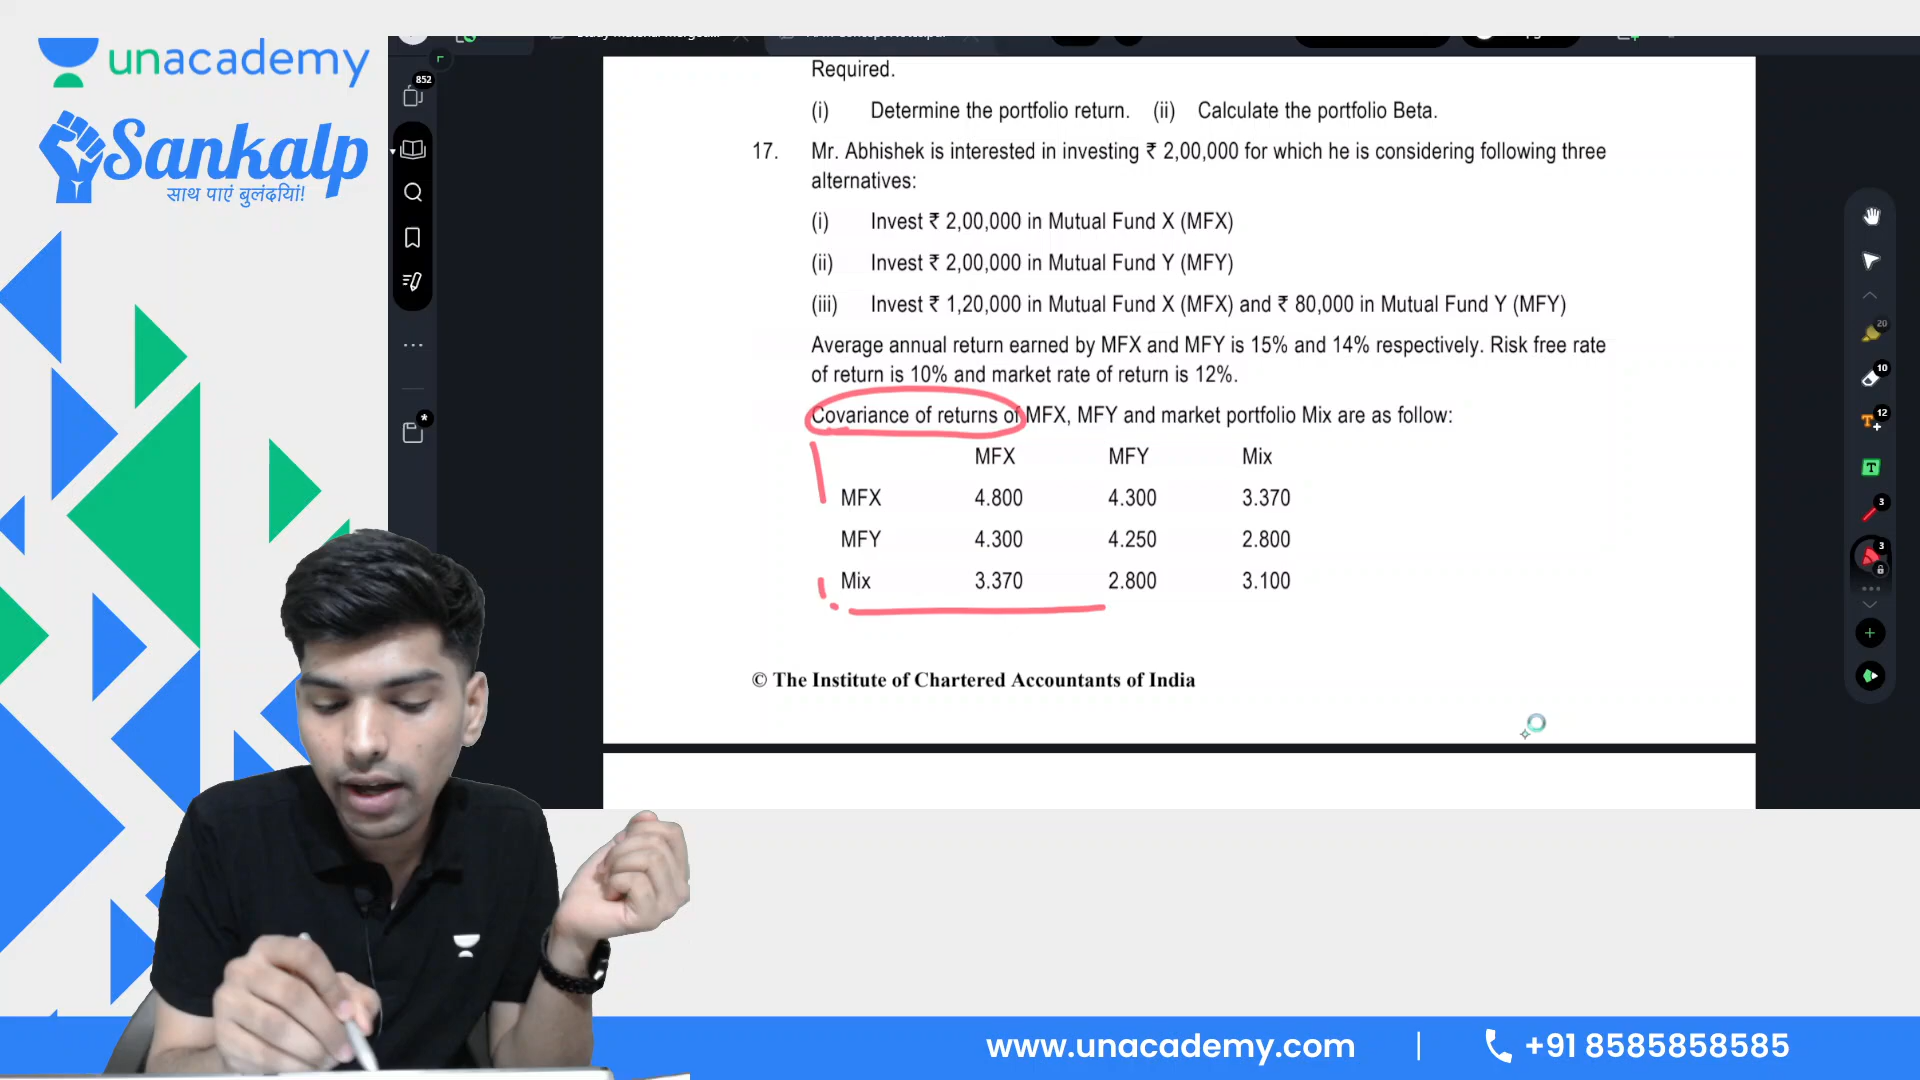 unacademy
Sankalp
साथ पाएं बुलंदियां!
852
Required.
(i) Determine the portfolio return. (ii) Calculate the portfolio Beta.
17. Mr. Abhishek is interested in investing ₹ 2,00,000 for which he is considering following three
alternatives:
(i) Invest ₹ 2,00,000 in Mutual Fund X (MFX)
(ii) Invest ₹ 2,00,000 in Mutual Fund Y (MFY)
(iii) Invest ₹ 1,20,000 in Mutual Fund X (MFX) and ₹ 80,000 in Mutual Fund Y (MFY)
Average annual return earned by MFX and MFY is 15% and 14% respectively. Risk free rate
of return is 10% and market rate of return is 12%.
Covariance of returns of MFX, MFY and market portfolio Mix are as follow:
MFX MFY Mix
MFX 4.800 4.300 3.370
MFY 4.300 4.250 2.800
Mix 3.370 2.800 3.100
© The Institute of Chartered Accountants of India
20
10
12
T
T
3
3
www.unacademy.com | +91 8585858585